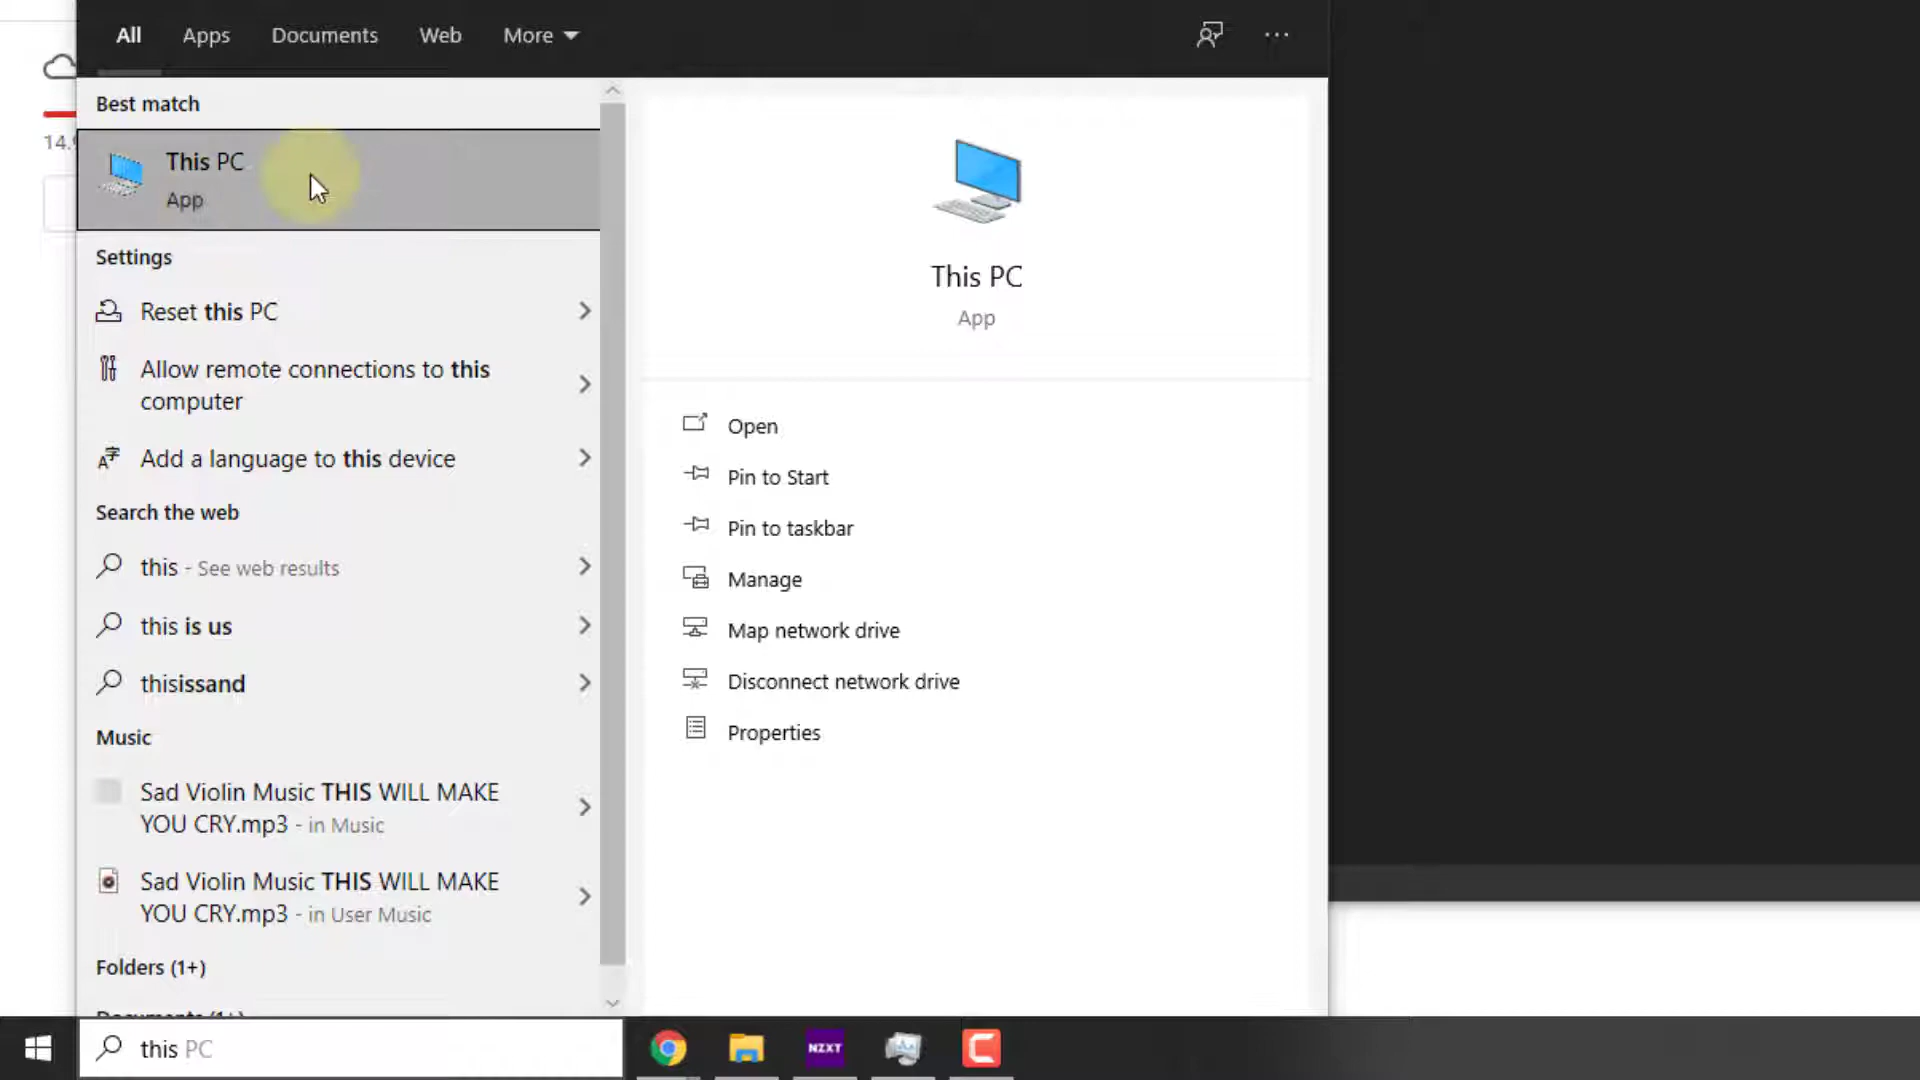 All Apps Documents Web More
14.9
Best match
This PC
App
Settings
Reset this PC
Allow remote connections to this
computer
Add a language to this device
Search the web
this - See web results
this is us
thisissand
Music
Sad Violin Music THIS WILL MAKE
YOU CRY.mp3 - in Music
Sad Violin Music THIS WILL MAKE
YOU CRY.mp3 - in User Music
Folders (1+)
Documents (1+)
This PC
App
Open
Pin to Start
Pin to taskbar
Manage
Map network drive
Disconnect network drive
Properties
this PC
NZXT